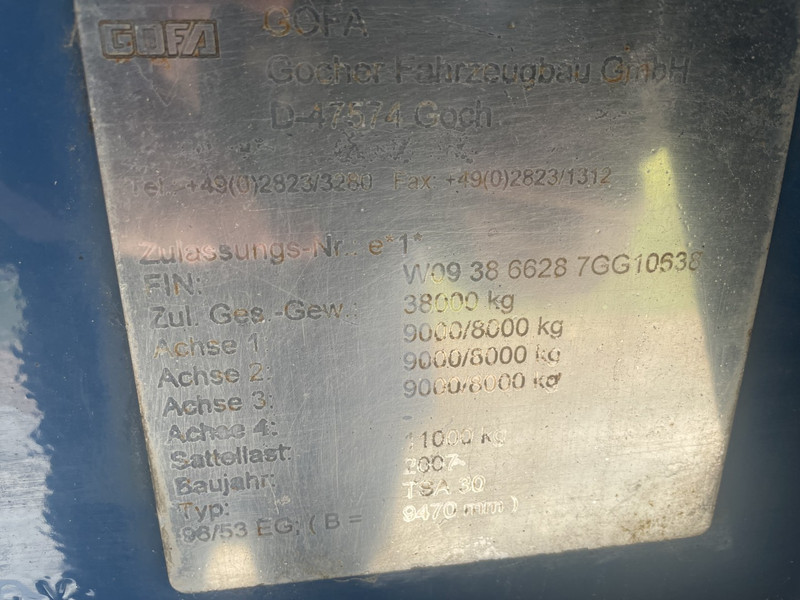 GOFA GOFA
Gocher Fahrzeugbau GmbH
D-47574 Goch
Tel.: +49(0)2823/3280 Fax: +49(0)2823/1312
Zulassungs-Nr.: e*1*
FIN: W09 38 6628 7GG10638
Zul. Ges.-Gew.: 38000 kg
Achse 1: 9000/8000 kg
Achse 2: 9000/8000 kg
Achse 3: 9000/8000 kg
Achse 4: -
Sattellast: 11000 kg
Baujahr: 2007
Typ: TSA 30
96/53 EG; ( B = 9470 mm )